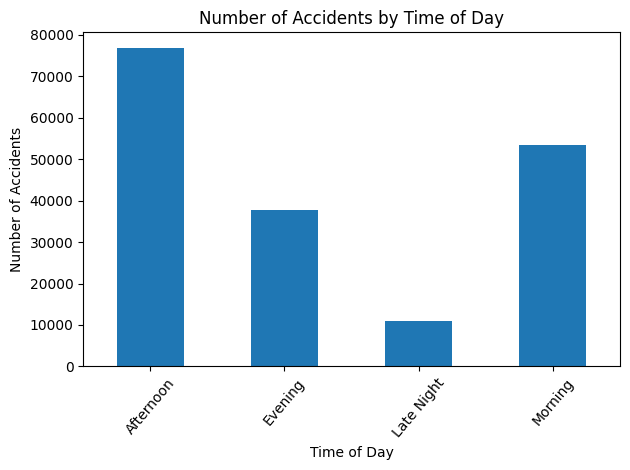 Number of Accidents by Time of Day
Number of Accidents
80000
70000
60000
50000
40000
30000
20000
10000
0
Afternoon
Evening
Late Night
Morning
Time of Day